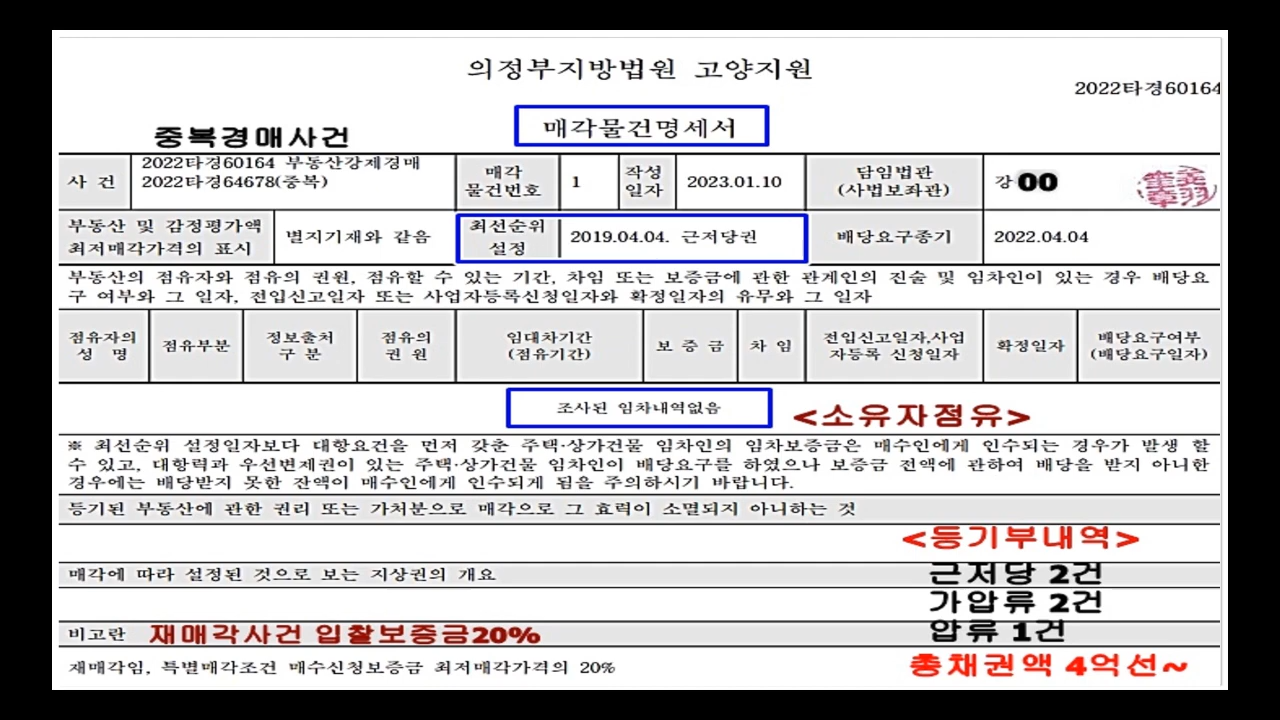 의정부지방법원 고양지원
2022타경60164
중복경매사건
매각물건명세서
사 건
2022타경60164 부동산강제경매
2022타경64678(중복)
매각
물건번호
1
작성
일자
2023.01.10
담임법관
(사법보좌관)
강00
부동산 및 감정평가액
최저매각가격의 표시
별지기재와 같음
최선순위
설정
2019.04.04. 근저당권
배당요구종기
2022.04.04
부동산의 점유자와 점유의 권원, 점유할 수 있는 기간, 차임 또는 보증금에 관한 관계인의 진술 및 임차인이 있는 경우 배당요
구 여부와 그 일자, 전입신고일자 또는 사업자등록신청일자와 확정일자의 유무와 그 일자
점유자의
성 명
점유부분
정보출처
구 분
점유의
권 원
임대차기간
(점유기간)
보 증 금
차 임
전입신고일자,사업
자등록 신청일자
확정일자
배당요구여부
(배당요구일자)
조사된 임차내역없음
<소유자점유>
※ 최선순위 설정일자보다 대항요건을 먼저 갖춘 주택·상가건물 임차인의 임차보증금은 매수인에게 인수되는 경우가 발생 할
수 있고, 대항력과 우선변제권이 있는 주택·상가건물 임차인이 배당요구를 하였으나 보증금 전액에 관하여 배당을 받지 아니한
경우에는 배당받지 못한 잔액이 매수인에게 인수되게 됨을 주의하시기 바랍니다.
등기된 부동산에 관한 권리 또는 가처분으로 매각으로 그 효력이 소멸되지 아니하는 것
<등기부내역>
매각에 따라 설정된 것으로 보는 지상권의 개요
근저당 2건
가압류 2건
비고란
재매각사건 입찰보증금20%
압류 1건
재매각임, 특별매각조건 매수신청보증금 최저매각가격의 20%
총채권액 4억선~